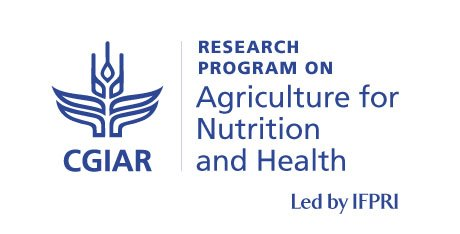 CGIAR
RESEARCH
PROGRAM ON
Agriculture for
Nutrition
and Health
Led by IFPRI